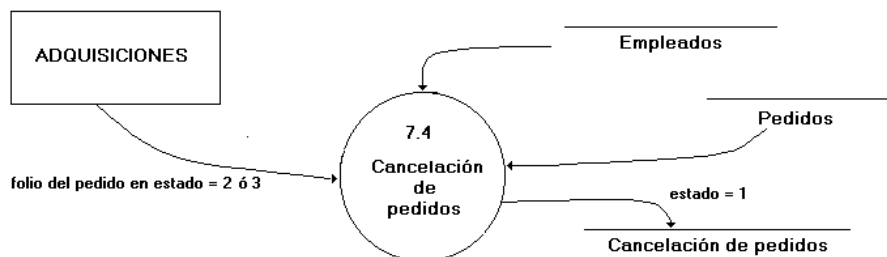 ADQUISICIONES
Empleados
Pedidos
7.4
Cancelación
de
pedidos
folio del pedido en estado = 2 ó 3
estado = 1
Cancelación de pedidos